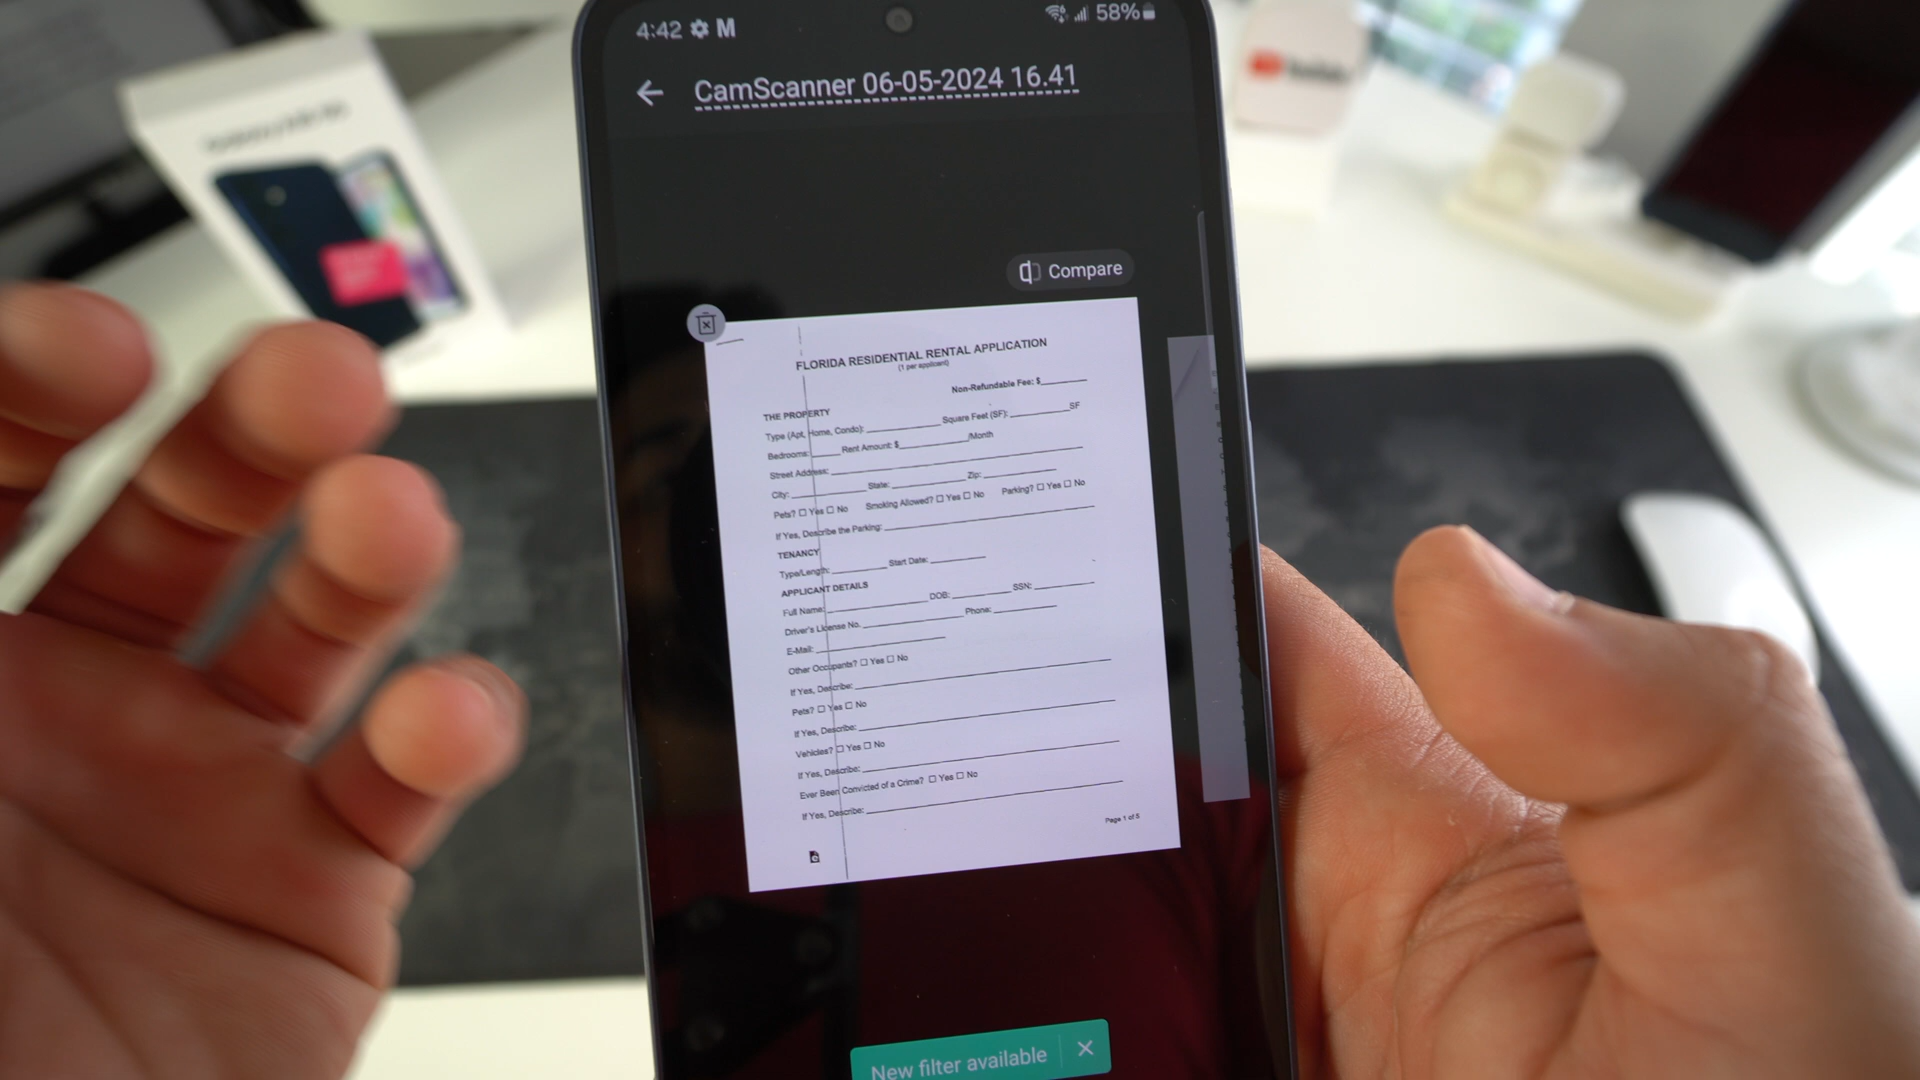 4:42 M 58%
CamScanner 06-05-2024 16.41
Compare
FLORIDA RESIDENTIAL RENTAL APPLICATION
(1 per applicant)
Non-Refundable Fee: $
THE PROPERTY
Type (Apt, Home, Condo): Square Feet (SF): SF
Bedrooms: Rent Amount: $ /Month
Street Address:
City: State: Zip:
Pets? ☐ Yes ☐ No Smoking Allowed? ☐ Yes ☐ No Parking? ☐ Yes ☐ No
If Yes, Describe the Parking:
TENANCY
Type/Length: Start Date:
APPLICANT DETAILS
Full Name: DOB: SSN:
Driver's License No. Phone:
E-Mail:
Other Occupants? ☐ Yes ☐ No
If Yes, Describe:
Pets? ☐ Yes ☐ No
If Yes, Describe:
Vehicles? ☐ Yes ☐ No
If Yes, Describe:
Ever Been Convicted of a Crime? ☐ Yes ☐ No
If Yes, Describe:
Page 1 of 5
New filter available